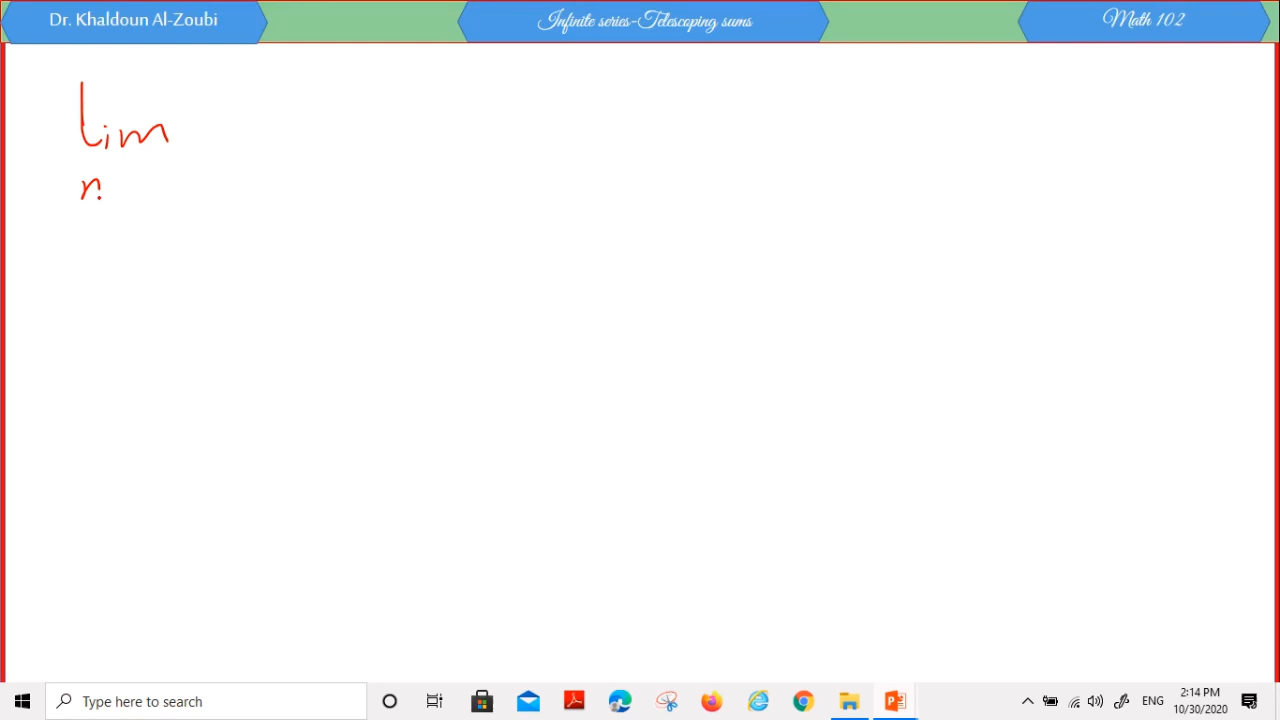 Dr. Khaldoun Al-Zoubi
Infinite series-Telescoping sums
Math 102
lim
n
Type here to search
ENG
2:14 PM
10/30/2020